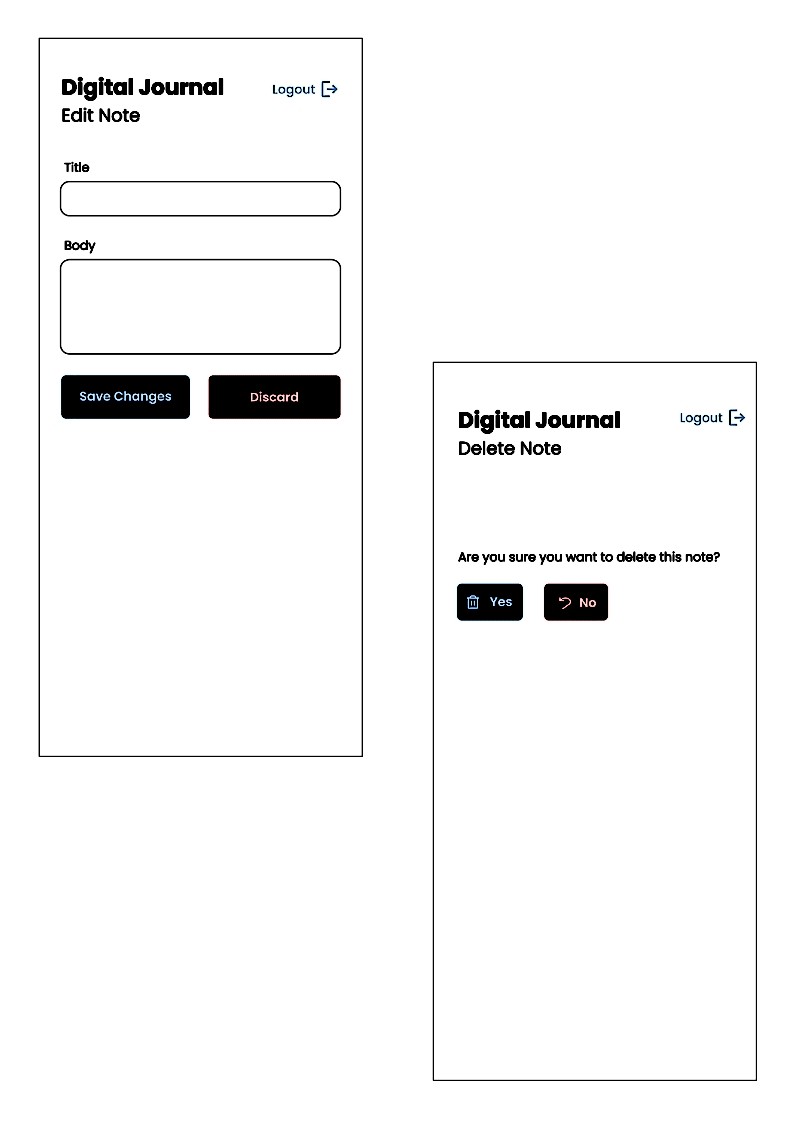 Digital Journal
Logout
Edit Note
Title
Body
Save Changes
Discard
Digital Journal
Logout
Delete Note
Are you sure you want to delete this note?
Yes
No